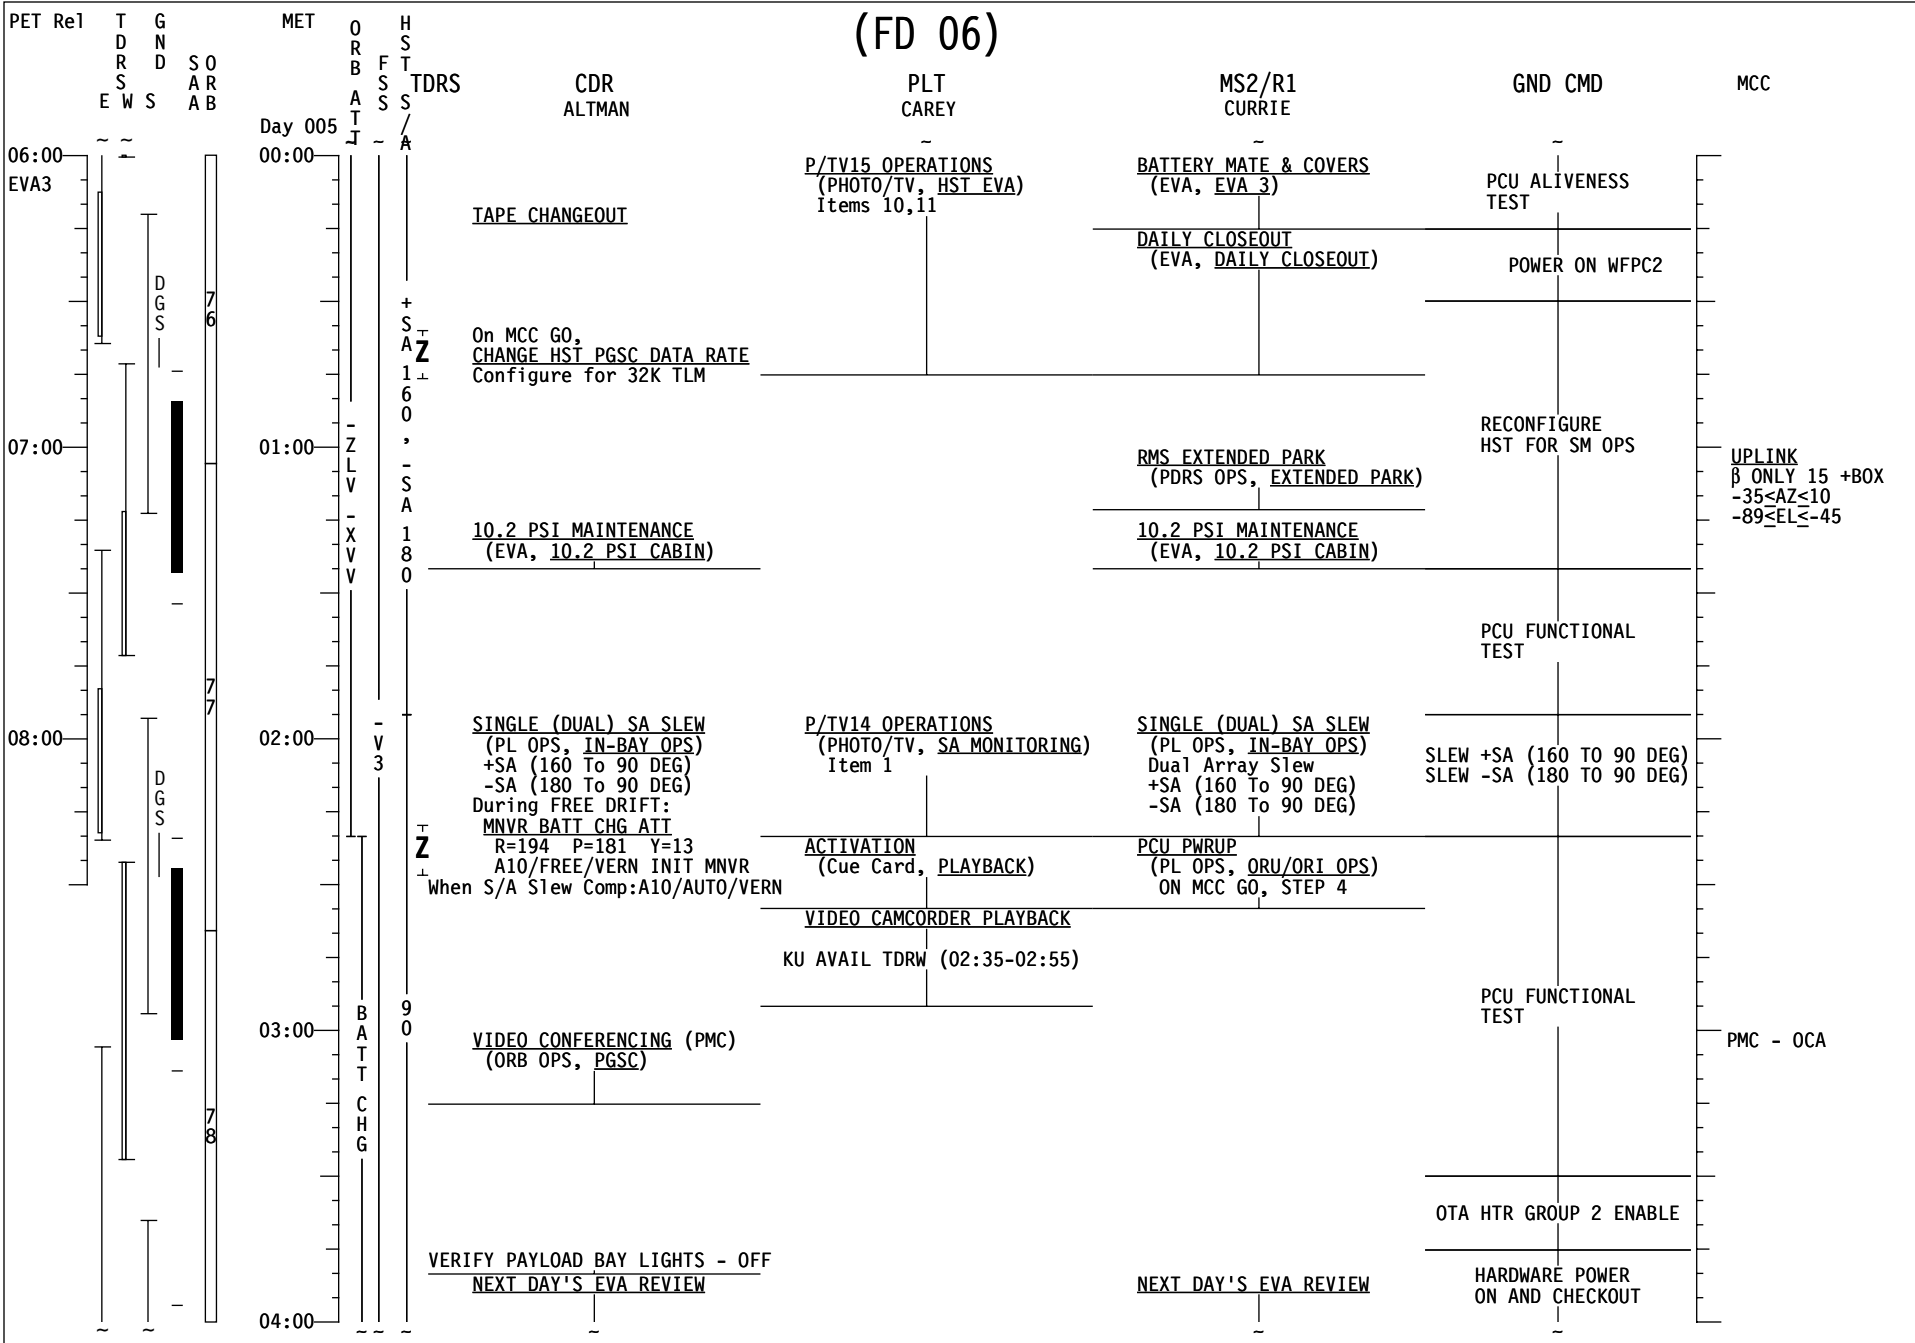 (FD 06)
PET Rel
TDRS
E W
GND
S
SAA
ORB
MET
ORB ATT
FSS
HST S/A
TDRS
CDR
ALTMAN
PLT
CAREY
MS2/R1
CURRIE
GND CMD
MCC
Day 005
06:00
EVA3
07:00
08:00
DGS
DGS
76
77
78
00:00
01:00
02:00
03:00
04:00
-ZLV -XVV
BATT CHG
-V3
+SA 160, -SA 180
90
Z
Z
TAPE CHANGEOUT
On MCC GO,
CHANGE HST PGSC DATA RATE
Configure for 32K TLM
10.2 PSI MAINTENANCE
(EVA, 10.2 PSI CABIN)
SINGLE (DUAL) SA SLEW
(PL OPS, IN-BAY OPS)
+SA (160 To 90 DEG)
-SA (180 To 90 DEG)
During FREE DRIFT:
MNVR BATT CHG ATT
R=194 P=181 Y=13
A10/FREE/VERN INIT MNVR
When S/A Slew Comp:A10/AUTO/VERN
VIDEO CONFERENCING (PMC)
(ORB OPS, PGSC)
VERIFY PAYLOAD BAY LIGHTS - OFF
NEXT DAY'S EVA REVIEW
P/TV15 OPERATIONS
(PHOTO/TV, HST EVA)
Items 10,11
P/TV14 OPERATIONS
(PHOTO/TV, SA MONITORING)
Item 1
ACTIVATION
(Cue Card, PLAYBACK)
VIDEO CAMCORDER PLAYBACK
KU AVAIL TDRW (02:35-02:55)
BATTERY MATE & COVERS
(EVA, EVA 3)
DAILY CLOSEOUT
(EVA, DAILY CLOSEOUT)
RMS EXTENDED PARK
(PDRS OPS, EXTENDED PARK)
10.2 PSI MAINTENANCE
(EVA, 10.2 PSI CABIN)
SINGLE (DUAL) SA SLEW
(PL OPS, IN-BAY OPS)
Dual Array Slew
+SA (160 To 90 DEG)
-SA (180 To 90 DEG)
PCU PWRUP
(PL OPS, ORU/ORI OPS)
ON MCC GO, STEP 4
NEXT DAY'S EVA REVIEW
PCU ALIVENESS
TEST
POWER ON WFPC2
RECONFIGURE
HST FOR SM OPS
PCU FUNCTIONAL
TEST
SLEW +SA (160 TO 90 DEG)
SLEW -SA (180 TO 90 DEG)
PCU FUNCTIONAL
TEST
OTA HTR GROUP 2 ENABLE
HARDWARE POWER
ON AND CHECKOUT
UPLINK
β ONLY 15 +BOX
-35≤AZ≤10
-89≤EL≤-45
PMC - OCA